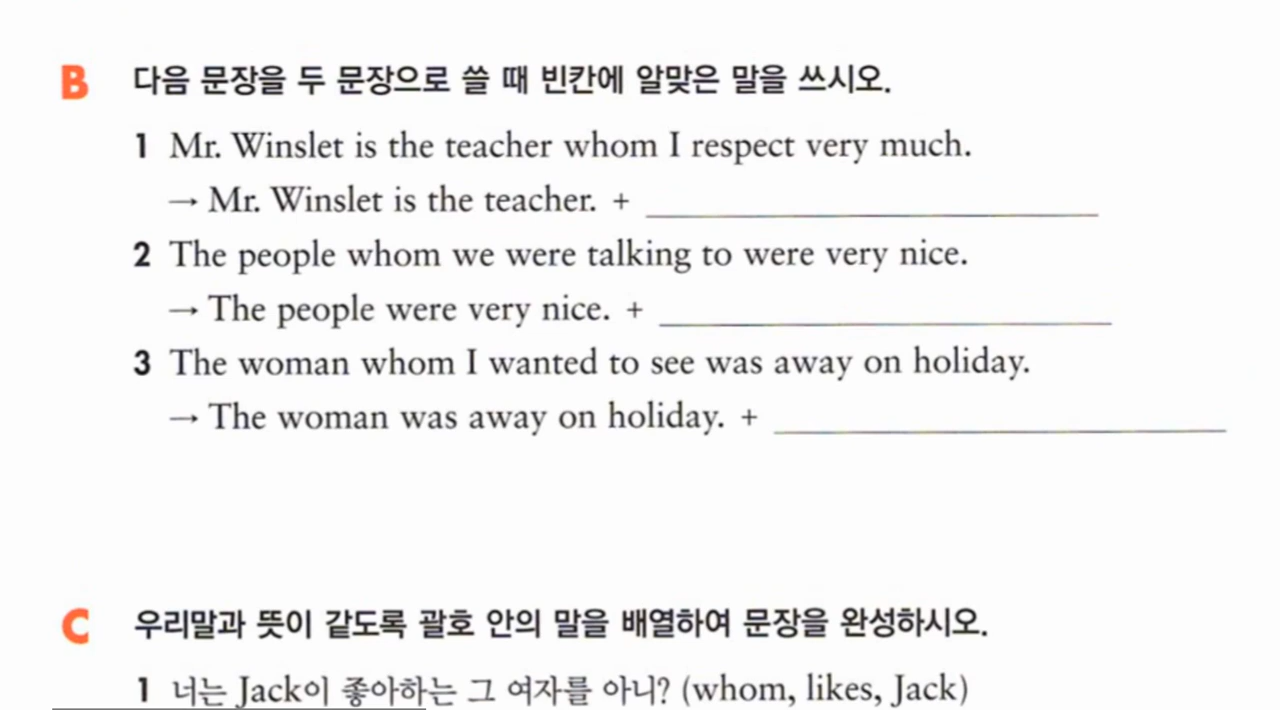 B 다음 문장을 두 문장으로 쓸 때 빈칸에 알맞은 말을 쓰시오.
1 Mr. Winslet is the teacher whom I respect very much.
→ Mr. Winslet is the teacher. +
2 The people whom we were talking to were very nice.
→ The people were very nice. +
3 The woman whom I wanted to see was away on holiday.
→ The woman was away on holiday. +
C 우리말과 뜻이 같도록 괄호 안의 말을 배열하여 문장을 완성하시오.
1 너는 Jack이 좋아하는 그 여자를 아니? (whom, likes, Jack)